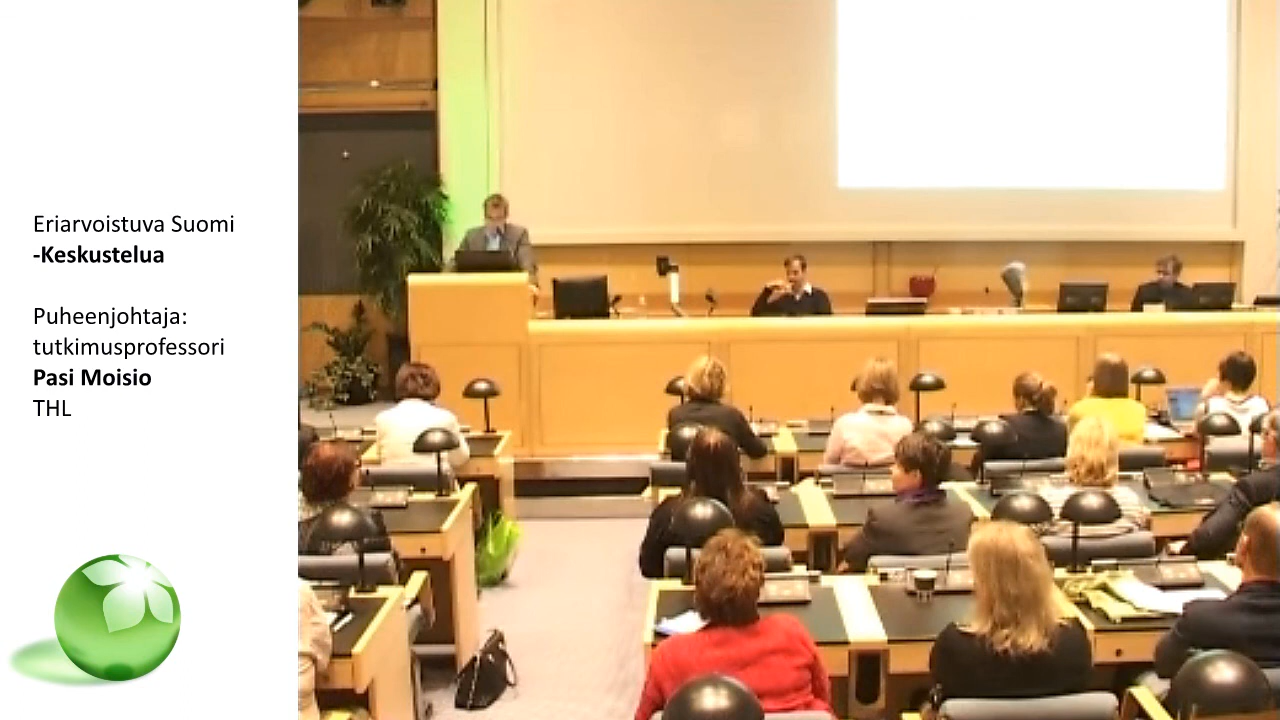 Eriarvoistuva Suomi
-Keskustelua
Puheenjohtaja:
tutkimusprofessori
Pasi Moisio
THL